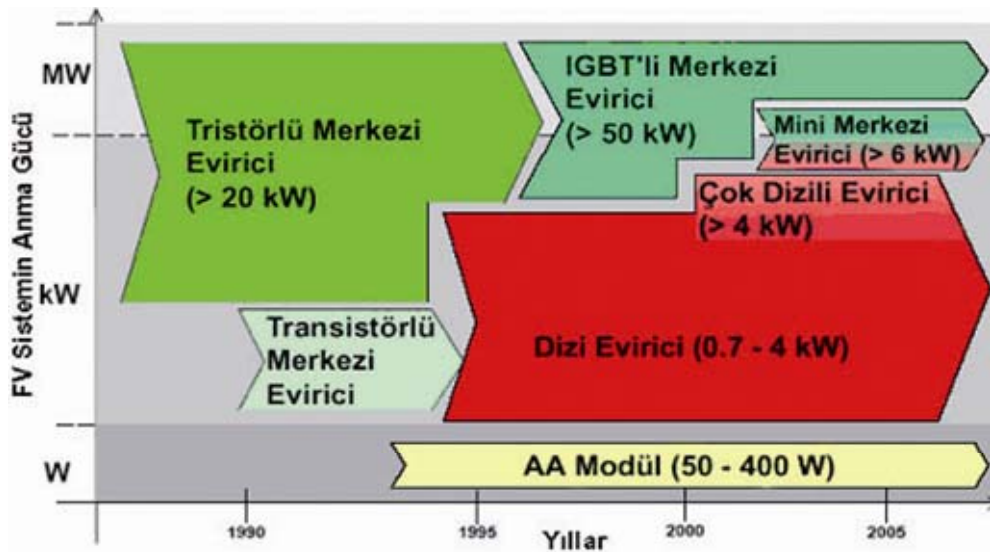 FV Sistemin Anma Gücü
MW
kW
W
Tristörlü Merkezi
Evirici
(> 20 kW)
IGBT'li Merkezi
Evirici
(> 50 kW)
Mini Merkezi
Evirici (> 6 kW)
Çok Dizili Evirici
(> 4 kW)
Transistörlü
Merkezi
Evirici
Dizi Evirici (0.7 - 4 kW)
AA Modül (50 - 400 W)
1990
1995
2000
2005
Yıllar